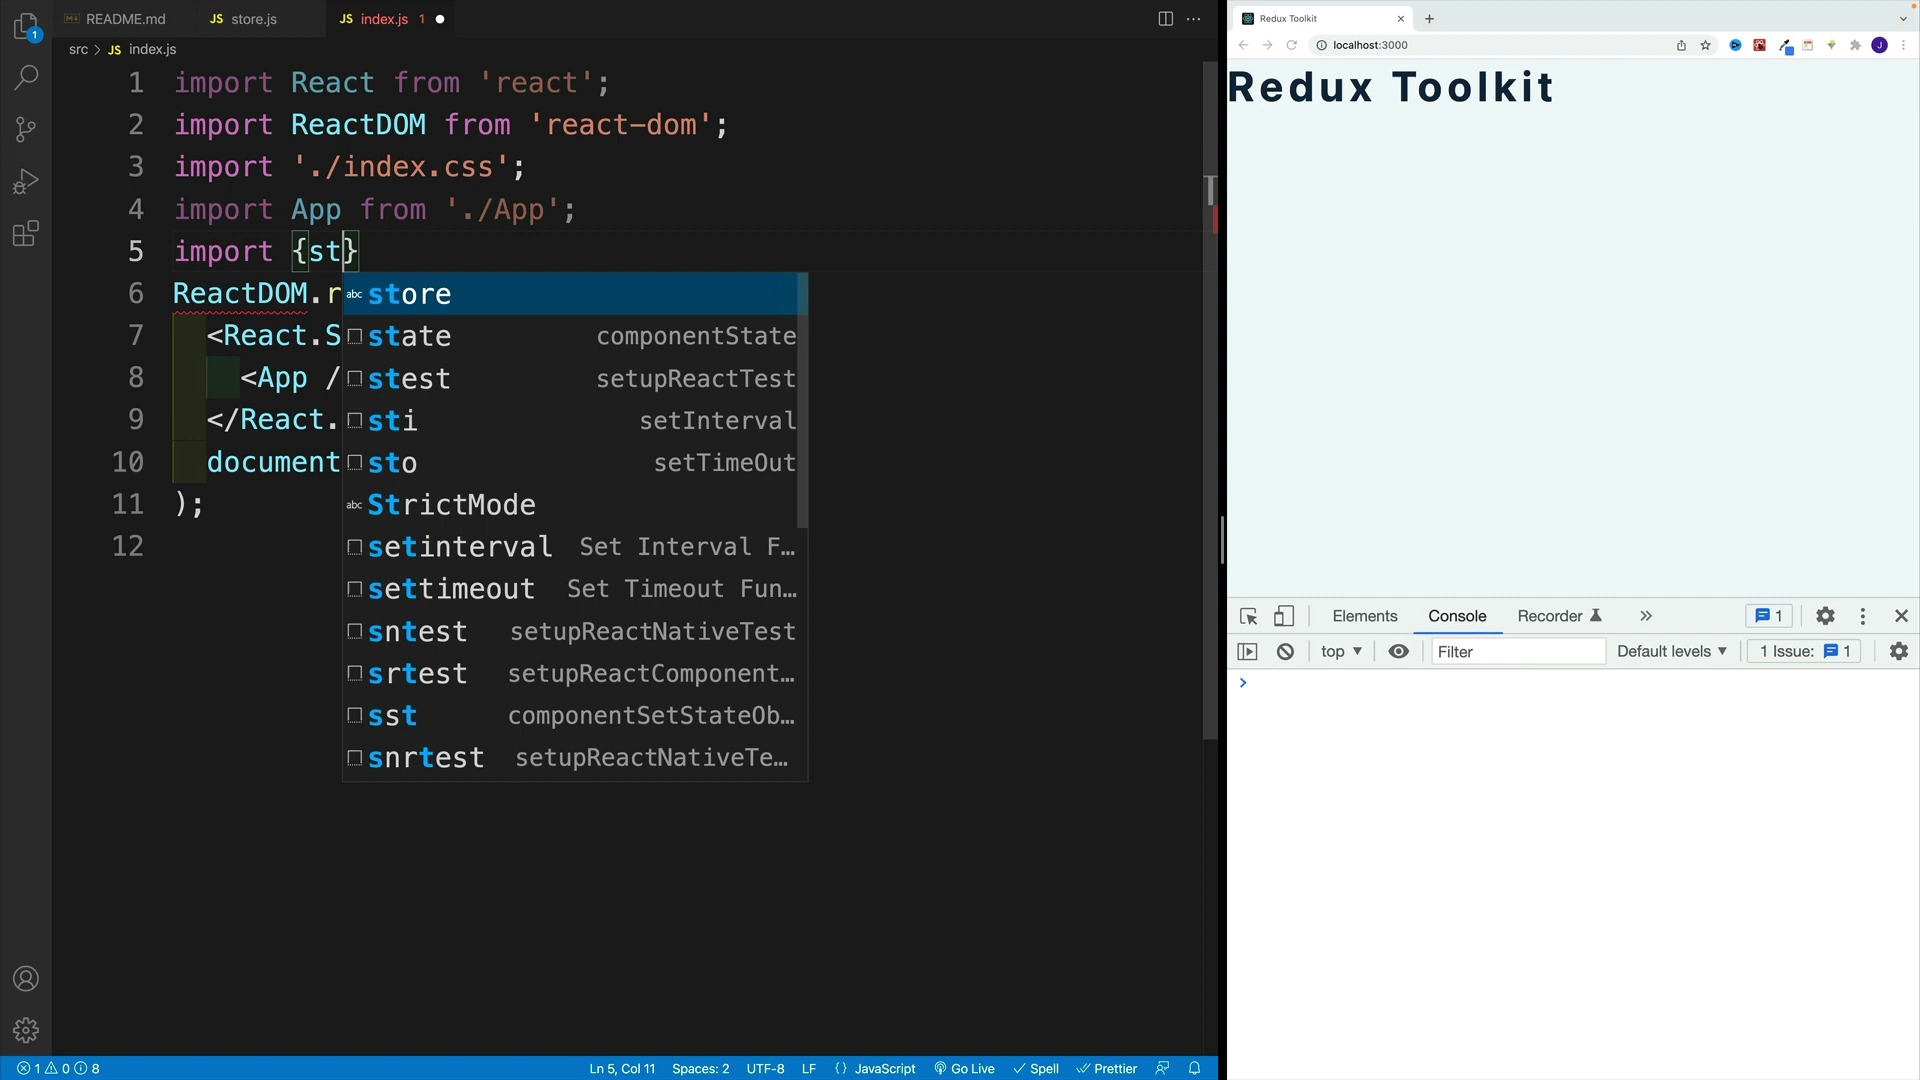 README.md
JS store.js
JS index.js 1
src > JS index.js
1 import React from 'react';
2 import ReactDOM from 'react-dom';
3 import './index.css';
4 import App from './App';
5 import {st}
6 ReactDOM.r
7 <React.S
8 <App /
9 </React.
10 document
11 );
12
abc store
state componentState
stest setupReactTest
sti setInterval
sto setTimeOut
abc StrictMode
setinterval Set Interval F…
settimeout Set Timeout Fun…
sntest setupReactNativeTest
srtest setupReactComponent…
sst componentSetStateOb…
snrtest setupReactNativeTe…
1
1 0 8
Ln 5, Col 11 Spaces: 2 UTF-8 LF {} JavaScript Go Live Spell Prettier
Redux Toolkit
localhost:3000
J
Redux Toolkit
Elements Console Recorder 1
top Filter Default levels 1 Issue: 1